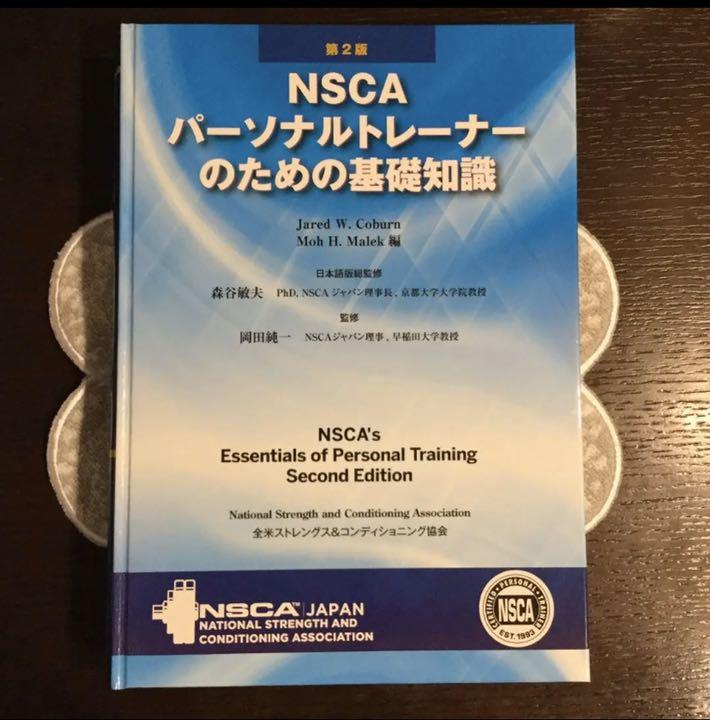 第2版
NSCA
パーソナルトレーナー
のための基礎知識
Jared W. Coburn
Moh H. Malek 編
日本語版総監修
森谷敏夫 PhD, NSCAジャパン理事長, 京都大学大学院教授
監修
岡田純一 NSCAジャパン理事, 早稲田大学教授
NSCA's
Essentials of Personal Training
Second Edition
National Strength and Conditioning Association
全米ストレングス&コンディショニング協会
NSCA™ JAPAN
NATIONAL STRENGTH AND
CONDITIONING ASSOCIATION
CERTIFIED • PERSONAL • TRAINER
NSCA
EST. 1993